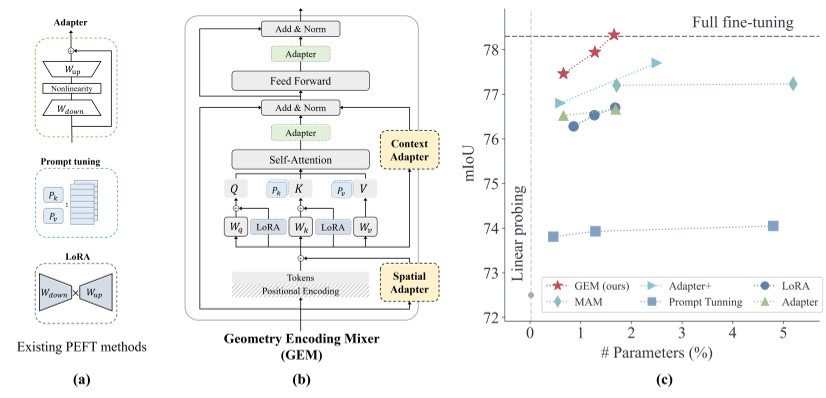 Adapter
W_up
Nonlinearity
W_down
Prompt tuning
P_k
P_v
:
LoRA
W_down × W_up
Existing PEFT methods
(a)
Add & Norm
Adapter
Feed Forward
Add & Norm
Adapter
Context
Adapter
Self-Attention
Q P_k K P_v V
W_q LoRA W_k LoRA W_v
Tokens
Positional Encoding
Spatial
Adapter
Geometry Encoding Mixer
(GEM)
(b)
Full fine-tuning
78
77
76
75
74
73
72
mIoU
Linear probing
GEM (ours) Adapter+ LoRA
MAM Prompt Tunning Adapter
0 1 2 3 4 5
# Parameters (%)
(c)